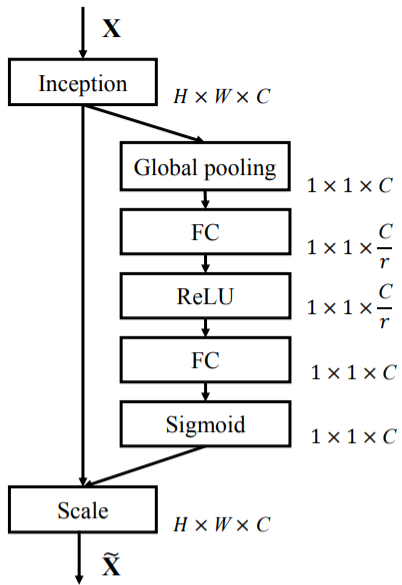 X
Inception
H × W × C
Global pooling
1 × 1 × C
FC
1 × 1 × C/r
ReLU
1 × 1 × C/r
FC
1 × 1 × C
Sigmoid
1 × 1 × C
Scale
H × W × C
X̃